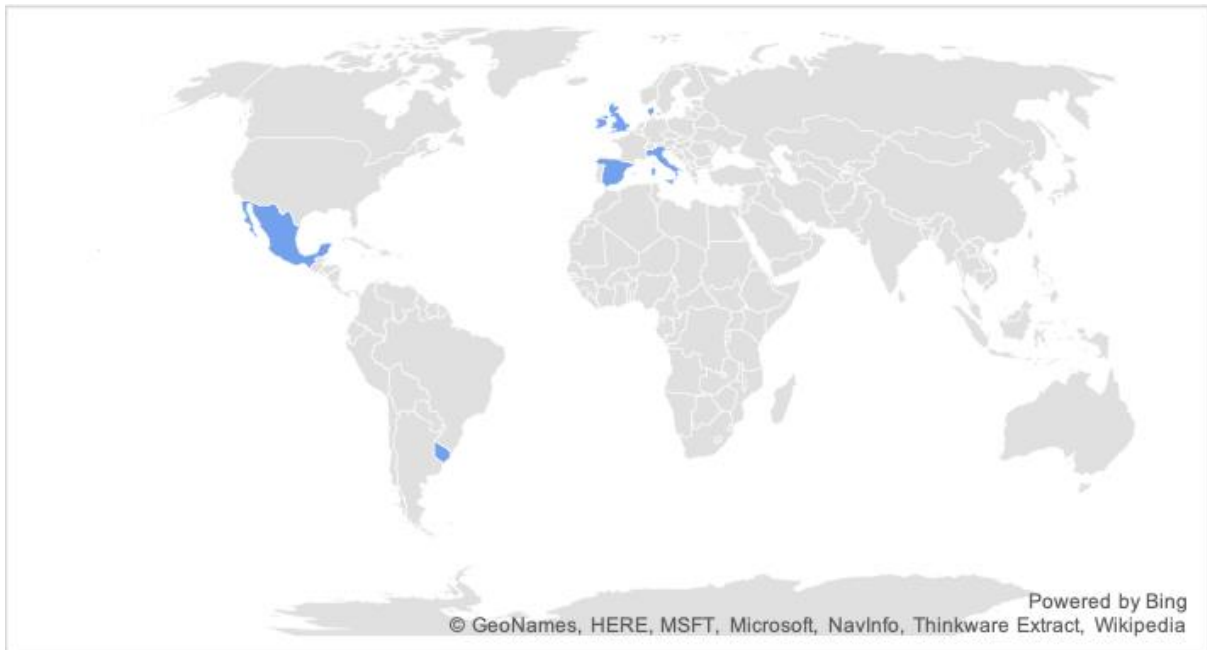 Powered by Bing
© GeoNames, HERE, MSFT, Microsoft, NavInfo, Thinkware Extract, Wikipedia